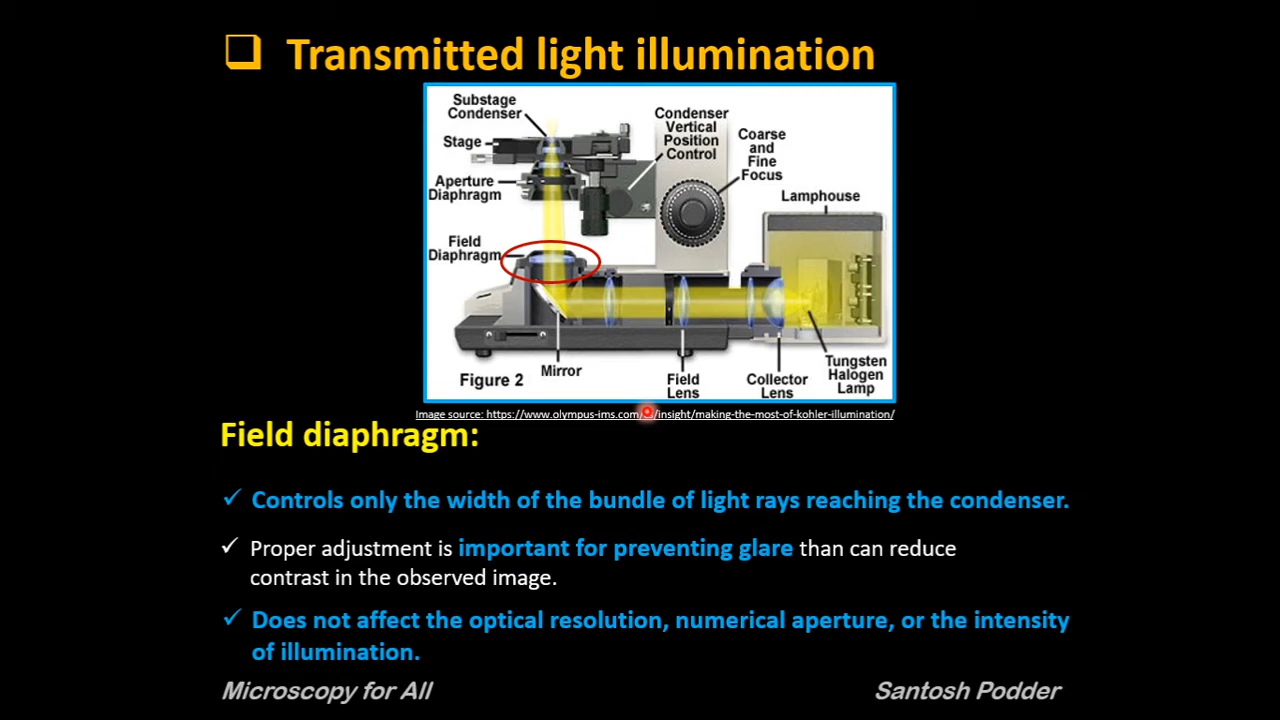 Transmitted light illumination
Substage
Condenser
Stage
Aperture
Diaphragm
Field
Diaphragm
Condenser
Vertical
Position
Control
Coarse
and
Fine
Focus
Lamphouse
Figure 2
Mirror
Field
Lens
Collector
Lens
Tungsten
Halogen
Lamp
Image source: https://www.olympus-ims.com/ /insight/making-the-most-of-kohler-illumination/
Field diaphragm:
✓ Controls only the width of the bundle of light rays reaching the condenser.
✓ Proper adjustment is important for preventing glare than can reduce
contrast in the observed image.
✓ Does not affect the optical resolution, numerical aperture, or the intensity
of illumination.
Microscopy for All
Santosh Podder